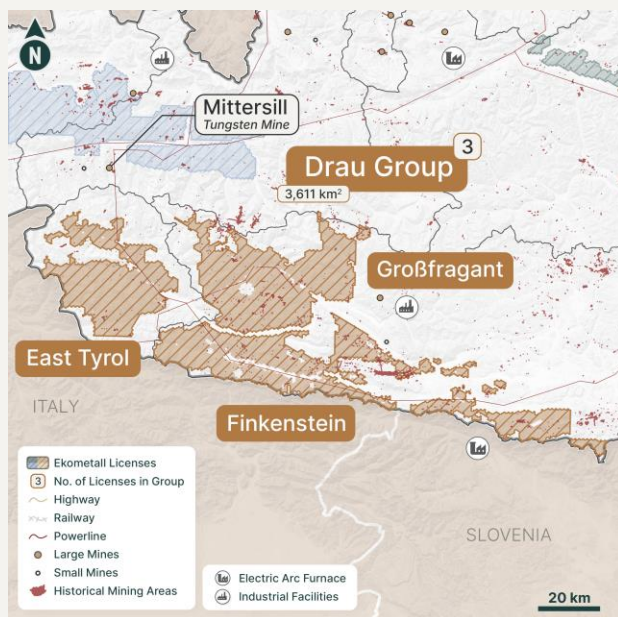 N
Mittersill
Tungsten Mine
Drau Group
3
3,611 km²
Großfragant
East Tyrol
ITALY
Finkenstein
SLOVENIA
Ekometall Licenses
3 No. of Licenses in Group
Highway
Railway
Powerline
Large Mines
Small Mines
Historical Mining Areas
Electric Arc Furnace
Industrial Facilities
20 km